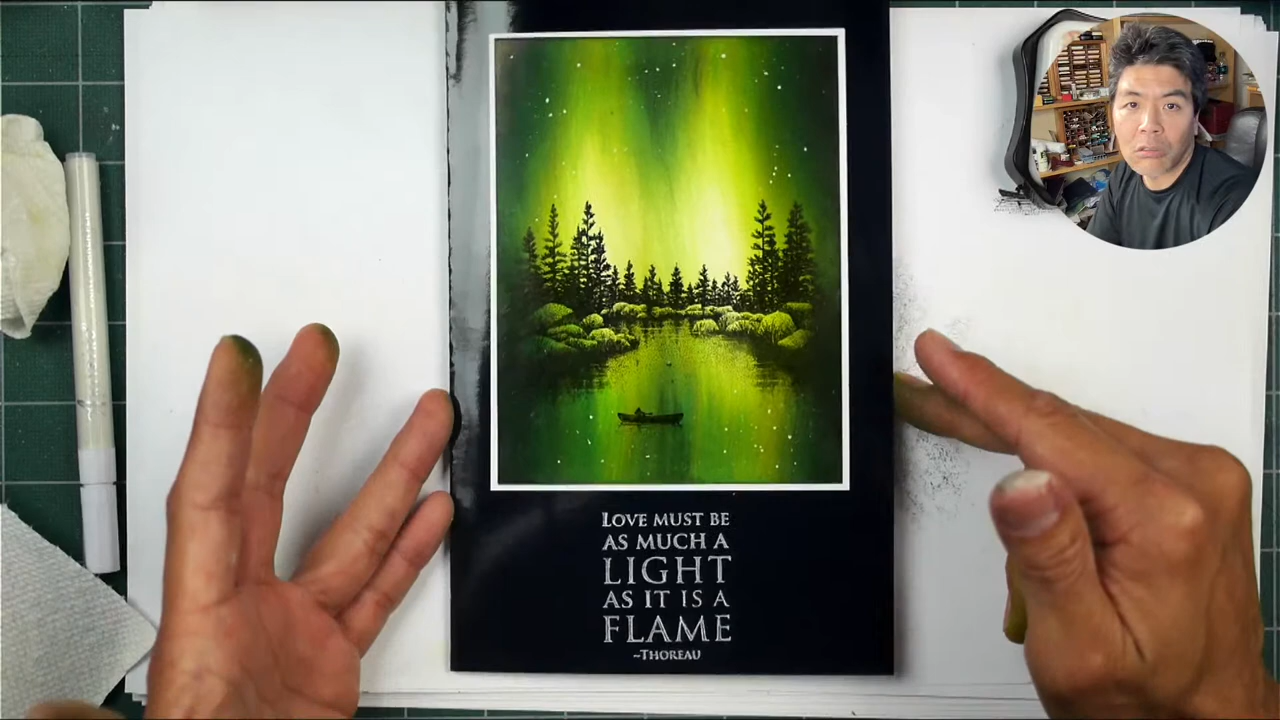 LOVE MUST BE
AS MUCH A
LIGHT
AS IT IS A
FLAME
~THOREAU